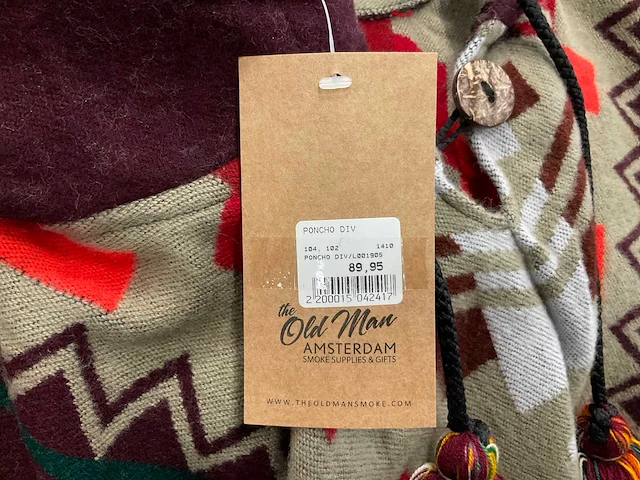 PONCHO DIV
104, 102 1410
PONCHO DIV/L001905
89,95
2 200015 042417
the
Old Man
AMSTERDAM
SMOKE SUPPLIES & GIFTS
WWW.THEOLDMANSMOKE.COM